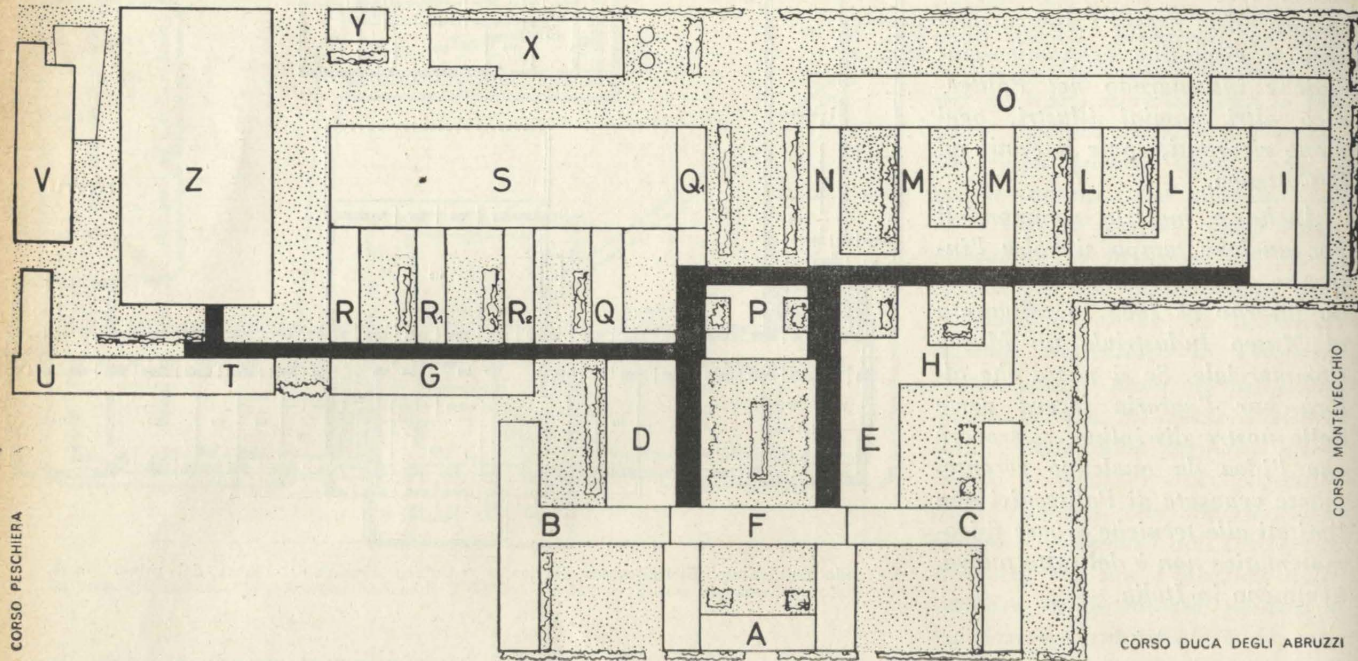 Y
X
V
Z
O
S
Q₁
N
M
M
L
L
I
R
R₁
R₂
Q
P
U
T
G
H
D
E
B
F
C
A
CORSO PESCHIERA
CORSO MONTEVECCHIO
CORSO DUCA DEGLI ABRUZZI